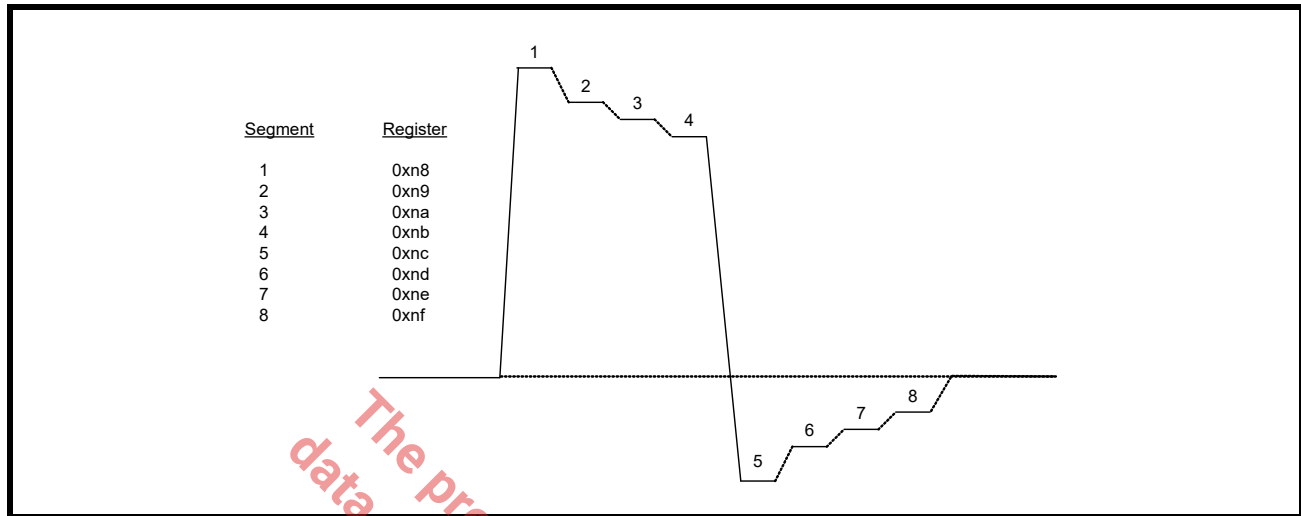 1
2
3
4
Segment Register
1 0xn8
2 0xn9
3 0xna
4 0xnb
5 0xnc
6 0xnd
7 0xne
8 0xnf
8
7
6
5
The pro
data